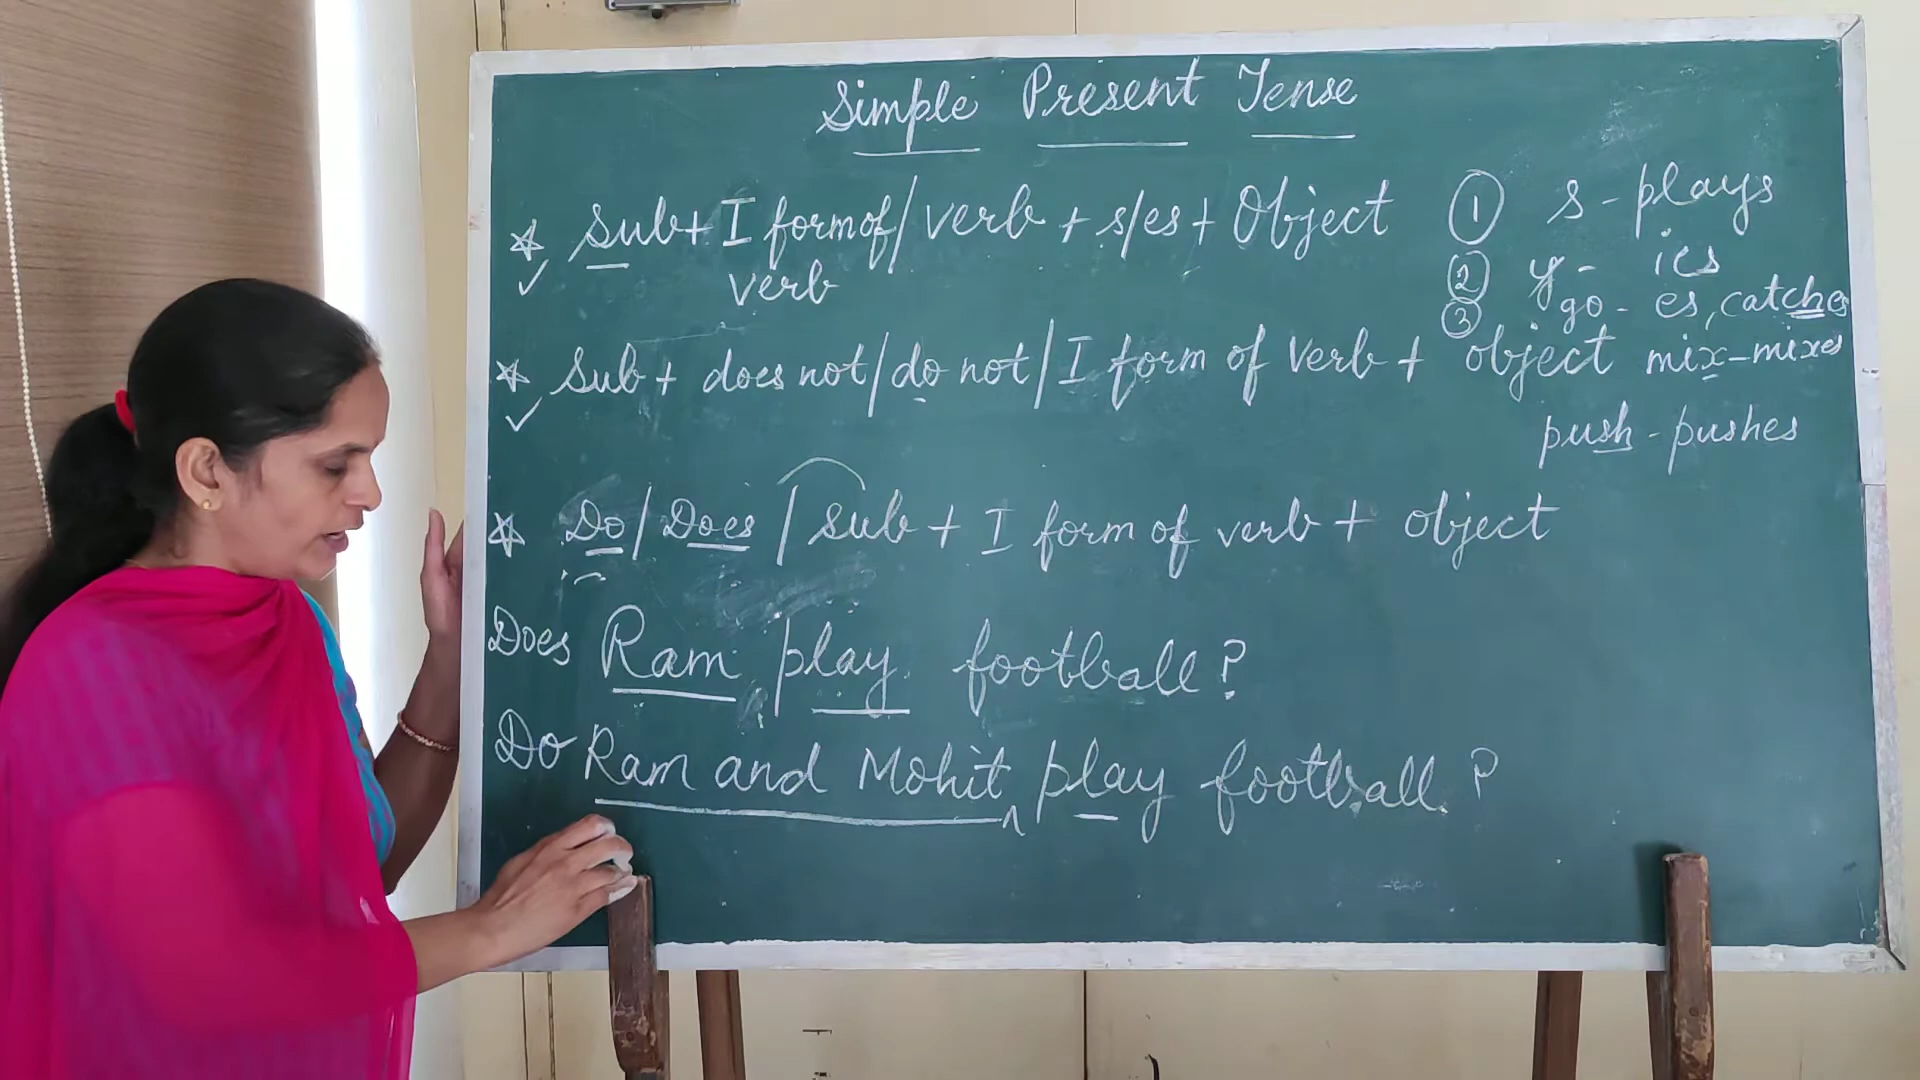 Simple Present Tense
☆ Sub + I form of / verb + s/es + Object
verb
① s - plays
② y - ies
③ go - es, catches
☆ Sub + does not / do not / I form of Verb + object
mix - mixes
push - pushes
☆ Do / Does / sub + I form of verb + object
Does Ram play football?
Do Ram and Mohit play football?